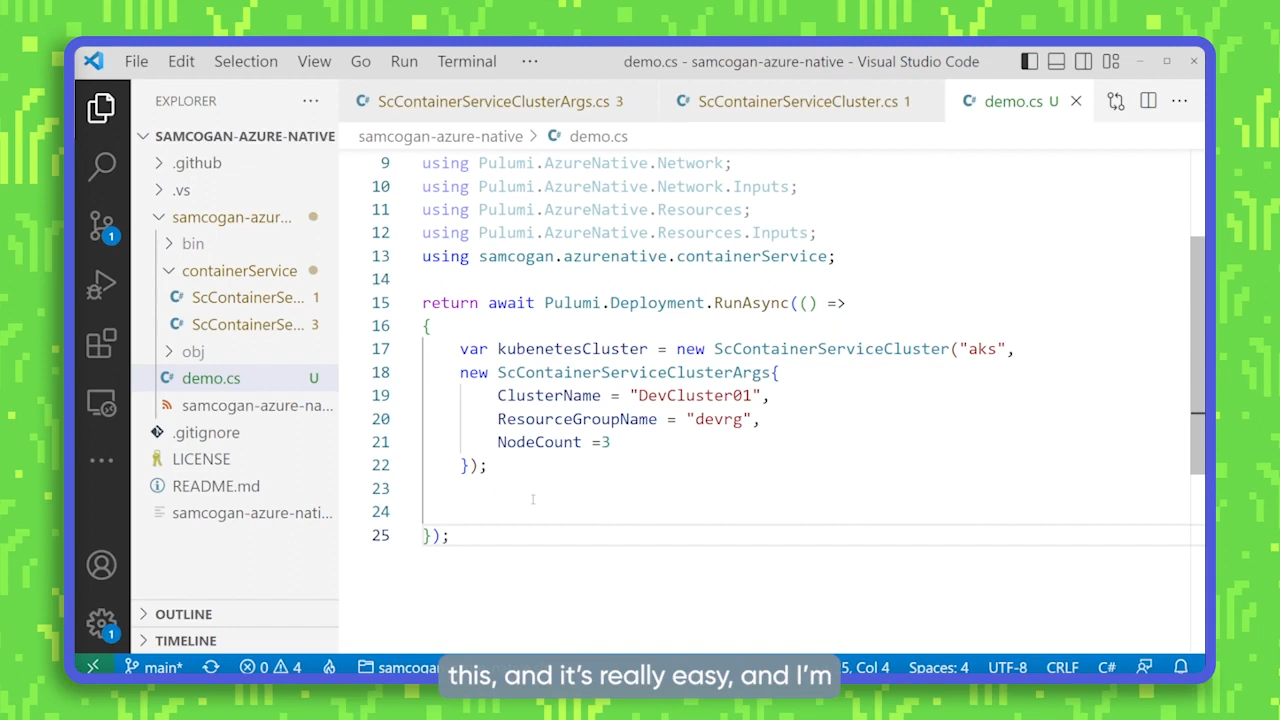 File Edit Selection View Go Run Terminal ···
demo.cs - samcogan-azure-native - Visual Studio Code
EXPLORER ···
SAMCOGAN-AZURE-NATIVE
.github
.vs
samcogan-azur...
bin
containerService
ScContainerSe... 1
ScContainerSe... 3
obj
demo.cs U
samcogan-azure-na...
.gitignore
LICENSE
README.md
samcogan-azure-nati...
OUTLINE
TIMELINE
1
1
ScContainerServiceClusterArgs.cs 3
ScContainerServiceCluster.cs 1
demo.cs U
samcogan-azure-native > demo.cs
9 using Pulumi.AzureNative.Network;
10 using Pulumi.AzureNative.Network.Inputs;
11 using Pulumi.AzureNative.Resources;
12 using Pulumi.AzureNative.Resources.Inputs;
13 using samcogan.azurenative.containerService;
14
15 return await Pulumi.Deployment.RunAsync(() =>
16 {
17 var kubenetesCluster = new ScContainerServiceCluster("aks",
18 new ScContainerServiceClusterArgs{
19 ClusterName = "DevCluster01",
20 ResourceGroupName = "devrg",
21 NodeCount =3
22 });
23
24
25 });
main* 0 4 samcogan 5, Col 4 Spaces: 4 UTF-8 CRLF C#
this, and it's really easy, and I'm